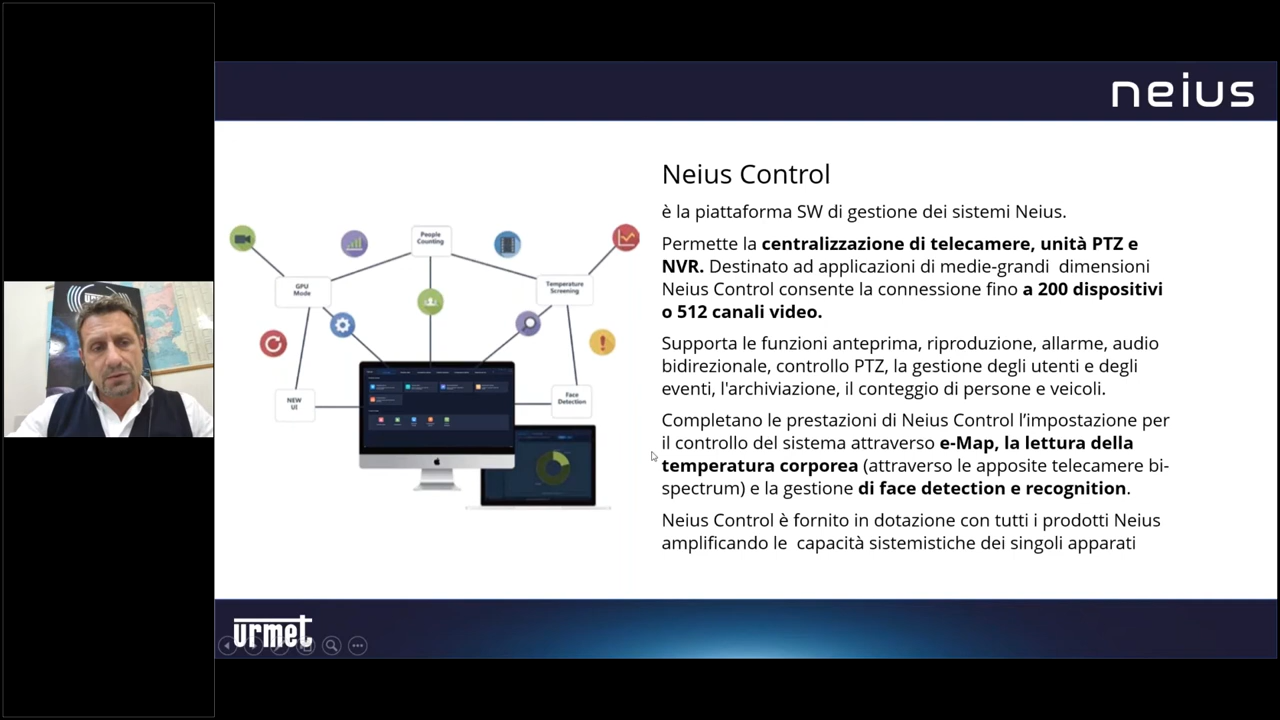 neius
Neius Control
è la piattaforma SW di gestione dei sistemi Neius.
Permette la centralizzazione di telecamere, unità PTZ e
NVR. Destinato ad applicazioni di medie-grandi dimensioni
Neius Control consente la connessione fino a 200 dispositivi
o 512 canali video.
Supporta le funzioni anteprima, riproduzione, allarme, audio
bidirezionale, controllo PTZ, la gestione degli utenti e degli
eventi, l'archiviazione, il conteggio di persone e veicoli.
Completano le prestazioni di Neius Control l’impostazione per
il controllo del sistema attraverso e-Map, la lettura della
temperatura corporea (attraverso le apposite telecamere bi-
spectrum) e la gestione di face detection e recognition.
Neius Control è fornito in dotazione con tutti i prodotti Neius
amplificando le capacità sistemistiche dei singoli apparati
People
Counting
GPU
Mode
Temperature
Screening
NEW
UI
Face
Detection
urmet